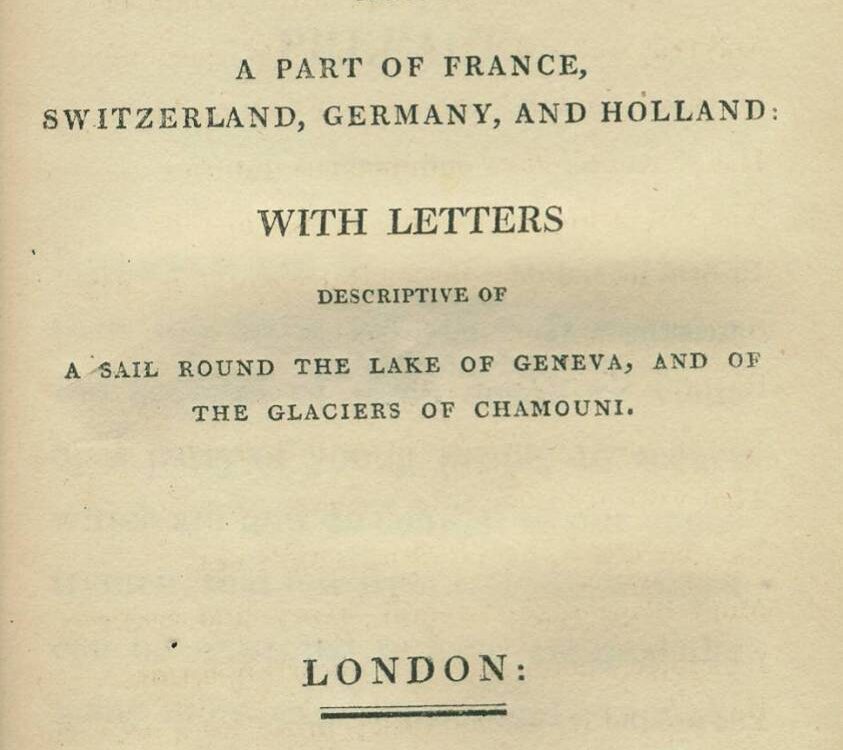 A PART OF FRANCE,
SWITZERLAND, GERMANY, AND HOLLAND:
WITH LETTERS
DESCRIPTIVE OF
A SAIL ROUND THE LAKE OF GENEVA, AND OF
THE GLACIERS OF CHAMOUNI.
LONDON: